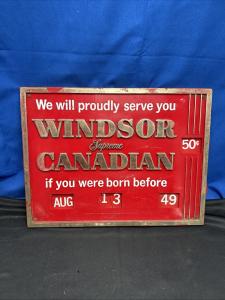 We will proudly serve you
WINDSOR
Supreme
50¢
CANADIAN
if you were born before
AUG 13 49